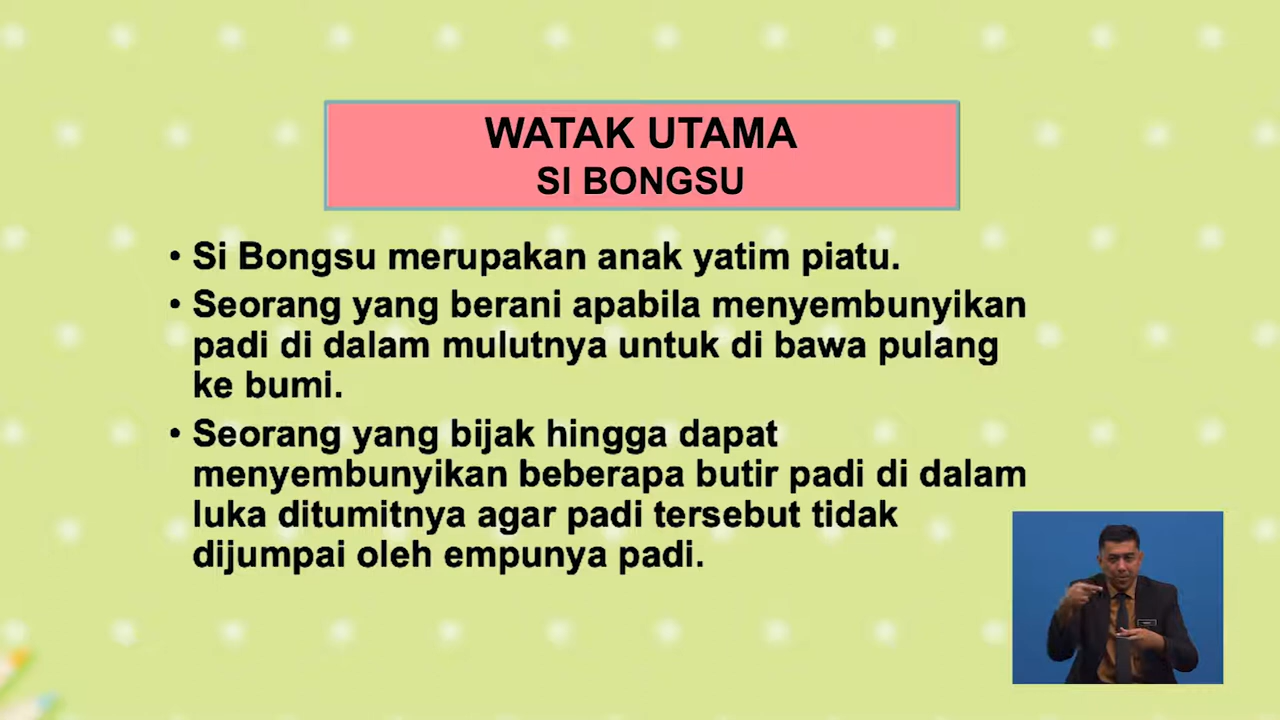 WATAK UTAMA
SI BONGSU
• Si Bongsu merupakan anak yatim piatu.
• Seorang yang berani apabila menyembunyikan
padi di dalam mulutnya untuk di bawa pulang
ke bumi.
• Seorang yang bijak hingga dapat
menyembunyikan beberapa butir padi di dalam
luka ditumitnya agar padi tersebut tidak
dijumpai oleh empunya padi.